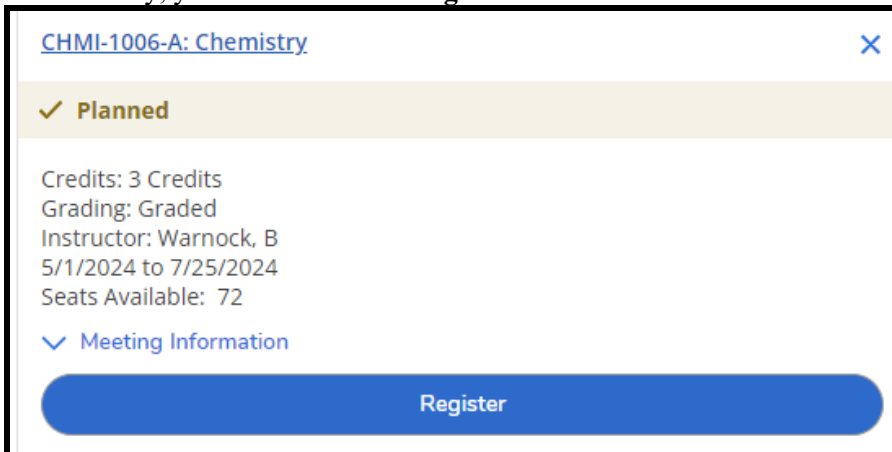 CHMI-1006-A: Chemistry
Planned
Credits: 3 Credits
Grading: Graded
Instructor: Warnock, B
5/1/2024 to 7/25/2024
Seats Available: 72
Meeting Information
Register